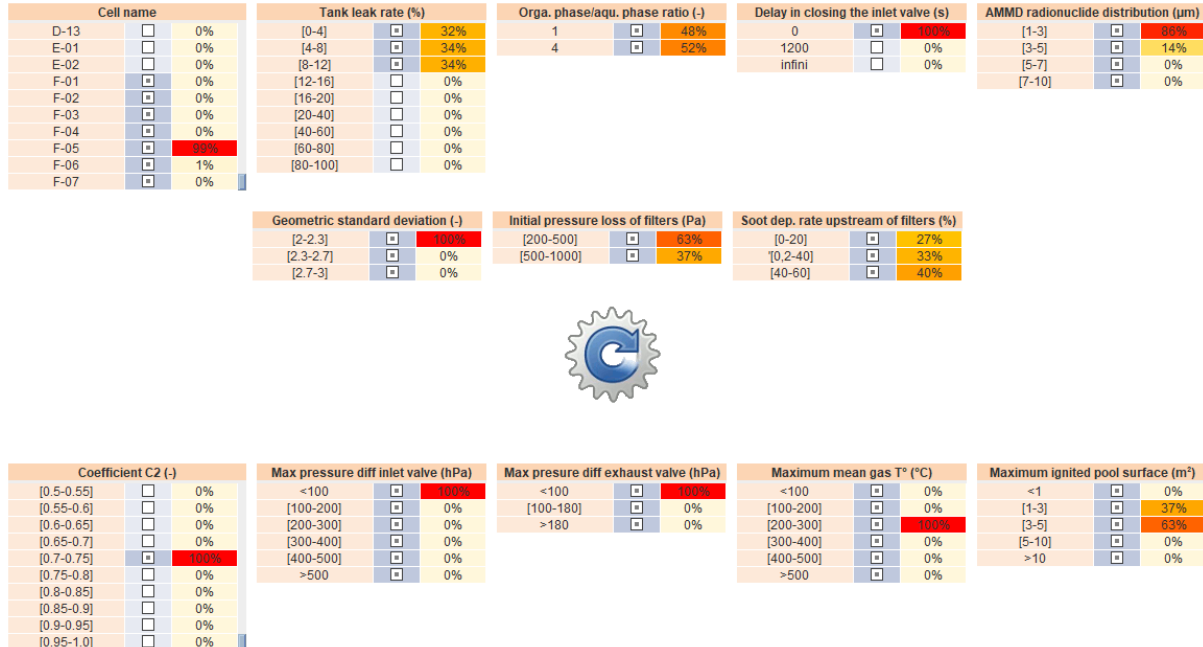 Cell name
D-13 0%
E-01 0%
E-02 0%
F-01 0%
F-02 0%
F-03 0%
F-04 0%
F-05 99%
F-06 1%
F-07 0%
Tank leak rate (%)
[0-4] 32%
[4-8] 34%
[8-12] 34%
[12-16] 0%
[16-20] 0%
[20-40] 0%
[40-60] 0%
[60-80] 0%
[80-100] 0%
Orga. phase/aqu. phase ratio (-)
1 48%
4 52%
Delay in closing the inlet valve (s)
0 100%
1200 0%
infini 0%
AMMD radionuclide distribution (µm)
[1-3] 86%
[3-5] 14%
[5-7] 0%
[7-10] 0%
Geometric standard deviation (-)
[2-2.3] 100%
[2.3-2.7] 0%
[2.7-3] 0%
Initial pressure loss of filters (Pa)
[200-500] 63%
[500-1000] 37%
Soot dep. rate upstream of filters (%)
[0-20] 27%
'[0,2-40] 33%
[40-60] 40%
Coefficient C2 (-)
[0.5-0.55] 0%
[0.55-0.6] 0%
[0.6-0.65] 0%
[0.65-0.7] 0%
[0.7-0.75] 100%
[0.75-0.8] 0%
[0.8-0.85] 0%
[0.85-0.9] 0%
[0.9-0.95] 0%
[0.95-1.0] 0%
Max pressure diff inlet valve (hPa)
<100 100%
[100-200] 0%
[200-300] 0%
[300-400] 0%
[400-500] 0%
>500 0%
Max presure diff exhaust valve (hPa)
<100 100%
[100-180] 0%
>180 0%
Maximum mean gas T° (°C)
<100 0%
[100-200] 0%
[200-300] 100%
[300-400] 0%
[400-500] 0%
>500 0%
Maximum ignited pool surface (m²)
<1 0%
[1-3] 37%
[3-5] 63%
[5-10] 0%
>10 0%